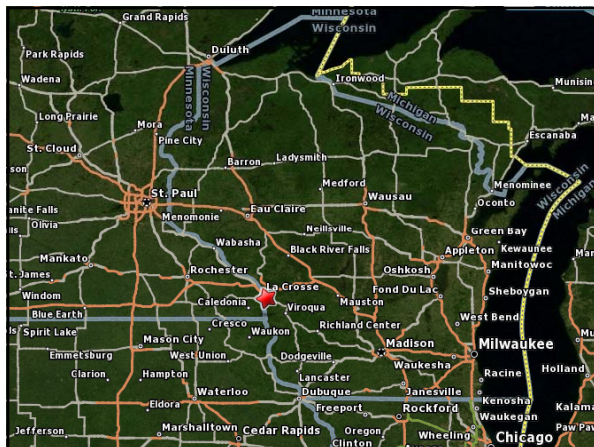 Minnesota
Wisconsin
Grand Rapids
Duluth
Park Rapids
Wadena
Ironwood
Munisin
Wisconsin
Minnesota
Michigan
Wisconsin
Long Prairie
Mora
Pine City
Escanaba
St. Cloud
Barron
Ladysmith
Medford
Menominee
Wisconsin
Michigan
St. Paul
Wausau
Oconto
anite Falls
Olivia
Menomonie
Eau Claire
Neillsville
Green Bay
Wabasha
Black River Falls
Appleton
Kewaunee
Mankato
Rochester
Oshkosh
Manitowoc
St. James
La Crosse
Fond Du Lac
Sheboygan
Windom
Caledonia
Viroqua
Mauston
Blue Earth
Cresco
Richland Center
West Bend
Spirit Lake
Waukon
Mason City
Madison
Milwaukee
Emmetsburg
West Union
Dodgeville
Waukesha
Racine
Holland
Clarion
Hampton
Lancaster
Janesville
Kenosha
Waterloo
Dubuque
Eldora
Freeport
Rockford
Waukegan
Kalama
Jefferson
Marshalltown
Cedar Rapids
Oregon
Wheeling
Paw Paw
Clinton
Chicago